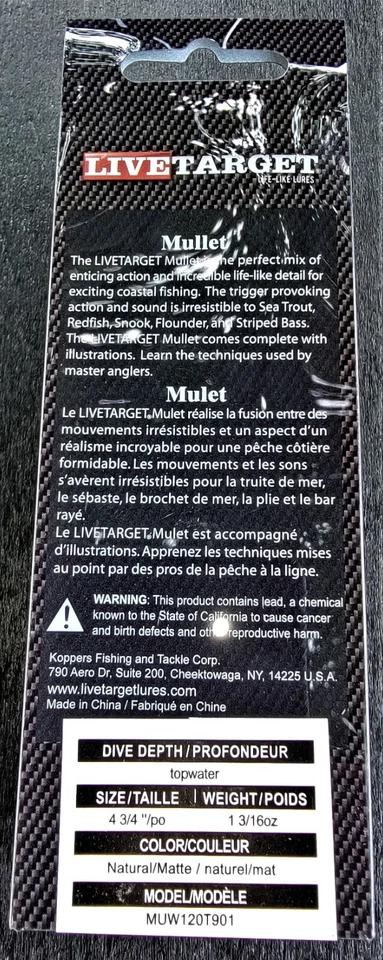 LIVETARGET
LIFE-LIKE LURES
Mullet
The LIVETARGET Mullet is the perfect mix of
enticing action and incredible life-like detail for
exciting coastal fishing. The trigger provoking
action and sound is irresistible to Sea Trout,
Redfish, Snook, Flounder, and Striped Bass.
The LIVETARGET Mullet comes complete with
illustrations. Learn the techniques used by
master anglers.
Mulet
Le LIVETARGET Mulet réalise la fusion entre des
mouvements irrésistibles et un aspect d'un
réalisme incroyable pour une pêche côtière
formidable. Les mouvements et les sons
s'avèrent irrésistibles pour la truite de mer,
le sébaste, le brochet de mer, la plie et le bar
rayé.
Le LIVETARGET Mulet est accompagné
d'illustrations. Apprenez les techniques mises
au point par des pros de la pêche à la ligne.
WARNING: This product contains lead, a chemical
known to the State of California to cause cancer
and birth defects and other reproductive harm.
Koppers Fishing and Tackle Corp.
790 Aero Dr, Suite 200, Cheektowaga, NY, 14225 U.S.A.
www.livetargetlures.com
Made in China / Fabriqué en Chine
DIVE DEPTH / PROFONDEUR
topwater
SIZE/TAILLE | WEIGHT/POIDS
4 3/4 "/po 1 3/16oz
COLOR/COULEUR
Natural/Matte / naturel/mat
MODEL/MODÈLE
MUW120T901